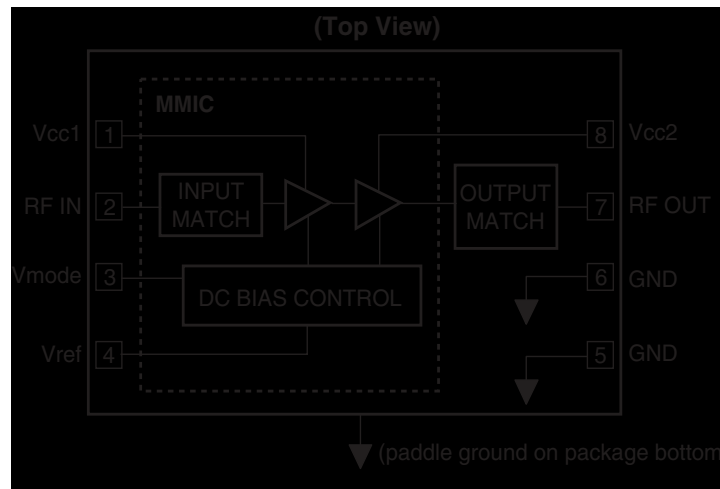 (Top View)
MMIC
Vcc1 1
8 Vcc2
INPUT
MATCH
OUTPUT
MATCH
RF IN 2
7 RF OUT
Vmode 3
6 GND
DC BIAS CONTROL
Vref 4
5 GND
(paddle ground on package bottom